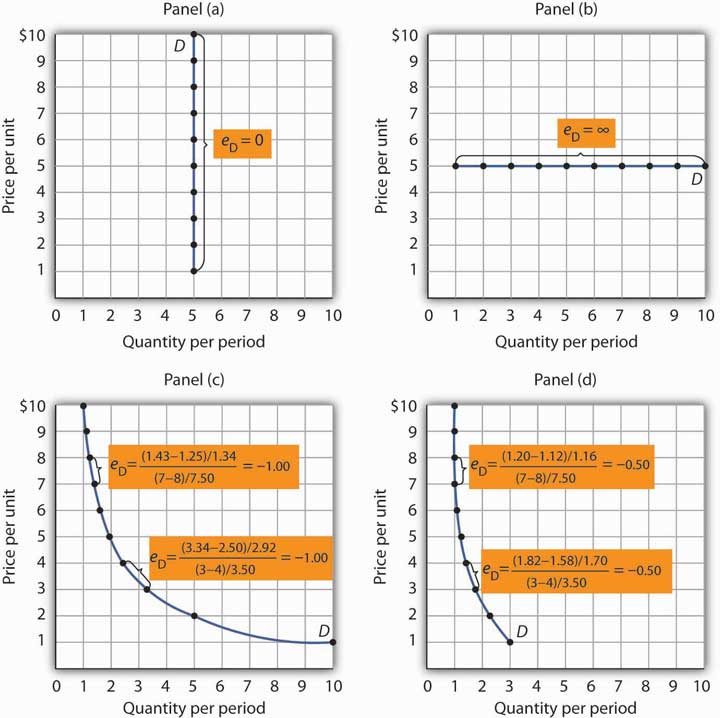 Panel (a)
Price per unit
$10
9
8
7
6
5
4
3
2
1
D
eD = 0
0 1 2 3 4 5 6 7 8 9 10
Quantity per period
Panel (b)
Price per unit
$10
9
8
7
6
5
4
3
2
1
eD = ∞
D
0 1 2 3 4 5 6 7 8 9 10
Quantity per period
Panel (c)
Price per unit
$10
9
8
7
6
5
4
3
2
1
eD= (1.43–1.25)/1.34 / (7–8)/7.50 = –1.00
eD= (3.34–2.50)/2.92 / (3–4)/3.50 = –1.00
D
0 1 2 3 4 5 6 7 8 9 10
Quantity per period
Panel (d)
Price per unit
$10
9
8
7
6
5
4
3
2
1
eD= (1.20–1.12)/1.16 / (7–8)/7.50 = –0.50
eD= (1.82–1.58)/1.70 / (3–4)/3.50 = –0.50
D
0 1 2 3 4 5 6 7 8 9 10
Quantity per period